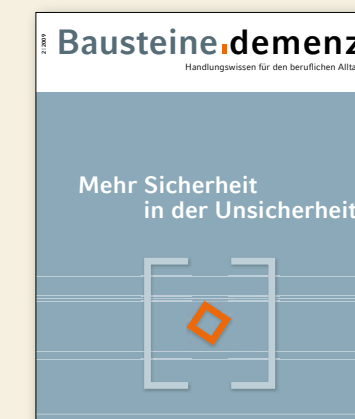 2|2009
Bausteine.demenz
Handlungswissen für den beruflichen Allta
Mehr Sicherheit
in der Unsicherheit